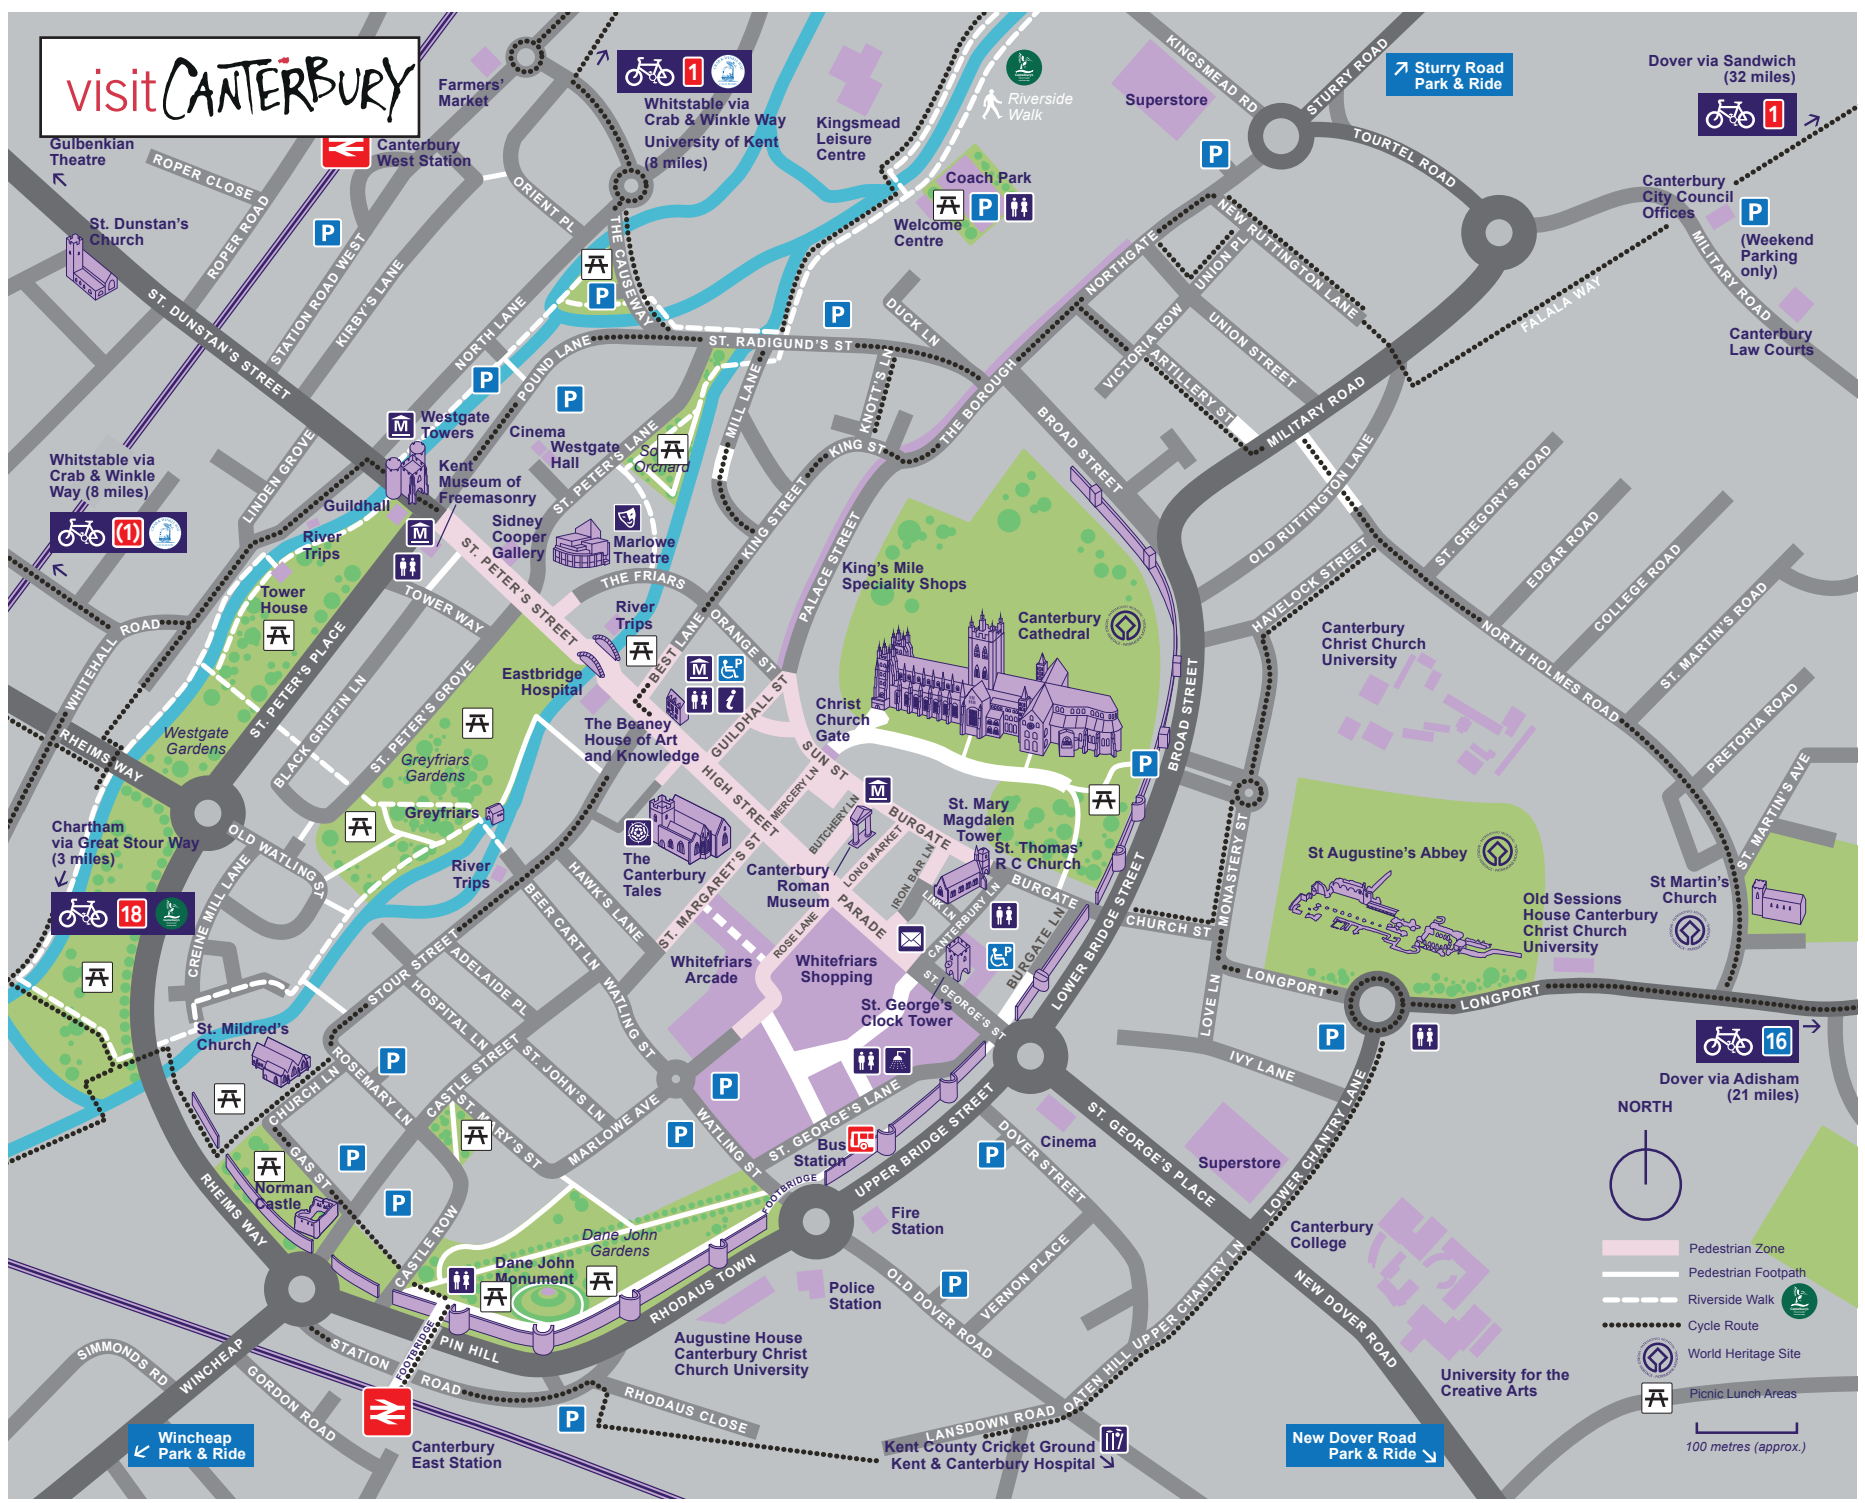 visit CANTERBURY
Gulbenkian
Theatre
Canterbury
West Station
Farmers'
Market
1
Whitstable via
Crab & Winkle Way
University of Kent
(8 miles)
Kingsmead
Leisure
Centre
Riverside
Walk
Superstore
KINGSMEAD RD
STURRY ROAD
Sturry Road
Park & Ride
TOURTEL ROAD
Dover via Sandwich
(32 miles)
1
Canterbury
City Council
Offices
P
(Weekend
Parking
only)
MILITARY ROAD
Canterbury
Law Courts
FALALA WAY
ROPER CLOSE
ROPER ROAD
St. Dunstan's
Church
P
STATION ROAD WEST
KIRBY'S LANE
ORIENT PL
THE CAUSEWAY
P
Coach Park
P
Welcome
Centre
P
NORTHGATE
NEW RUTTINGTON LANE
UNION PL
VICTORIA ROW
UNION STREET
ARTILLERY ST
MILITARY ROAD
ST. DUNSTAN'S STREET
NORTH LANE
POUND LANE
P
P
ST. RADIGUND'S ST
P
DUCK LN
KNOTT'S LN
MILL LANE
THE BOROUGH
BROAD STREET
KING ST
KING STREET
PALACE STREET
Westgate
Towers
Cinema
Westgate
Hall
ST. PETER'S LANE
Orchard
Kent
Museum of
Freemasonry
Guildhall
Sidney
Cooper
Gallery
Marlowe
Theatre
THE FRIARS
Whitstable via
Crab & Winkle
Way (8 miles)
(1)
LINDEN GROVE
River
Trips
Tower
House
WHITEHALL ROAD
ST. PETER'S STREET
TOWER WAY
River
Trips
BEST LANE
ORANGE ST
King's Mile
Speciality Shops
Canterbury
Cathedral
OLD RUTTINGTON LANE
HAVELOCK STREET
ST. GREGORY'S ROAD
EDGAR ROAD
COLLEGE ROAD
ST. MARTIN'S ROAD
NORTH HOLMES ROAD
PRETORIA ROAD
ST. MARTIN'S AVE
Canterbury
Christ Church
University
Eastbridge
Hospital
ST. PETER'S PLACE
BLACK GRIFFIN LN
ST. PETER'S GROVE
Westgate
Gardens
Greyfriars
Gardens
Greyfriars
RHEIMS WAY
The Beaney
House of Art
and Knowledge
GUILDHALL ST
SUN ST
Christ
Church
Gate
HIGH STREET
MERCERY LN
BUTCHERY LN
BURGATE
LONG MARKET
IRON BAR LN
LINK LN
CANTERBURY LN
BURGATE
BURGATE LN
St. Mary
Magdalen
Tower
St. Thomas'
R C Church
P
BROAD STREET
LOWER BRIDGE STREET
MONASTERY ST
CHURCH ST
St Augustine's Abbey
Old Sessions
House Canterbury
Christ Church
University
St Martin's
Church
LONGPORT
LONGPORT
LOVE LN
IVY LANE
P
16
Dover via Adisham
(21 miles)
Chartham
via Great Stour Way
(3 miles)
18
OLD WATLING ST
CREINE MILL LANE
River
Trips
The
Canterbury
Tales
ST. MARGARET'S ST
Canterbury
Roman
Museum
PARADE
ROSE LANE
Whitefriars
Arcade
Whitefriars
Shopping
St. George's
Clock Tower
ST. GEORGE'S ST
HAWK'S LANE
BEER CART LN
WATLING ST
STOUR STREET
ADELAIDE PL
HOSPITAL LN
CASTLE STREET
ST. JOHN'S LN
ROSEMARY LN
CHURCH LN
St. Mildred's
Church
P
P
P
P
P
MARLOWE AVE
ST. MARY'S ST
WATLING ST
ST. GEORGE'S LANE
Bus
Station
FOOTBRIDGE
UPPER BRIDGE STREET
P
DOVER STREET
Cinema
ST. GEORGE'S PLACE
Superstore
LOWER CHANTRY LANE
NORTH
RHEIMS WAY
GAS ST
Norman
Castle
CASTLE ROW
Dane John
Gardens
Dane John
Monument
Fire
Station
Police
Station
RHODAUS TOWN
Augustine House
Canterbury Christ
Church University
OLD DOVER ROAD
P
VERNON PLACE
UPPER CHANTRY LN
Canterbury
College
NEW DOVER ROAD
University for the
Creative Arts
Pedestrian Zone
Pedestrian Footpath
Riverside Walk
Cycle Route
World Heritage Site
Picnic Lunch Areas
100 metres (approx.)
SIMMONDS RD
WINCHEAP
GORDON ROAD
STATION ROAD
FOOTBRIDGE
PIN HILL
Wincheap
Park & Ride
Canterbury
East Station
P
RHODAUS CLOSE
LANSDOWN ROAD
OATEN HILL
Kent County Cricket Ground
Kent & Canterbury Hospital
New Dover Road
Park & Ride